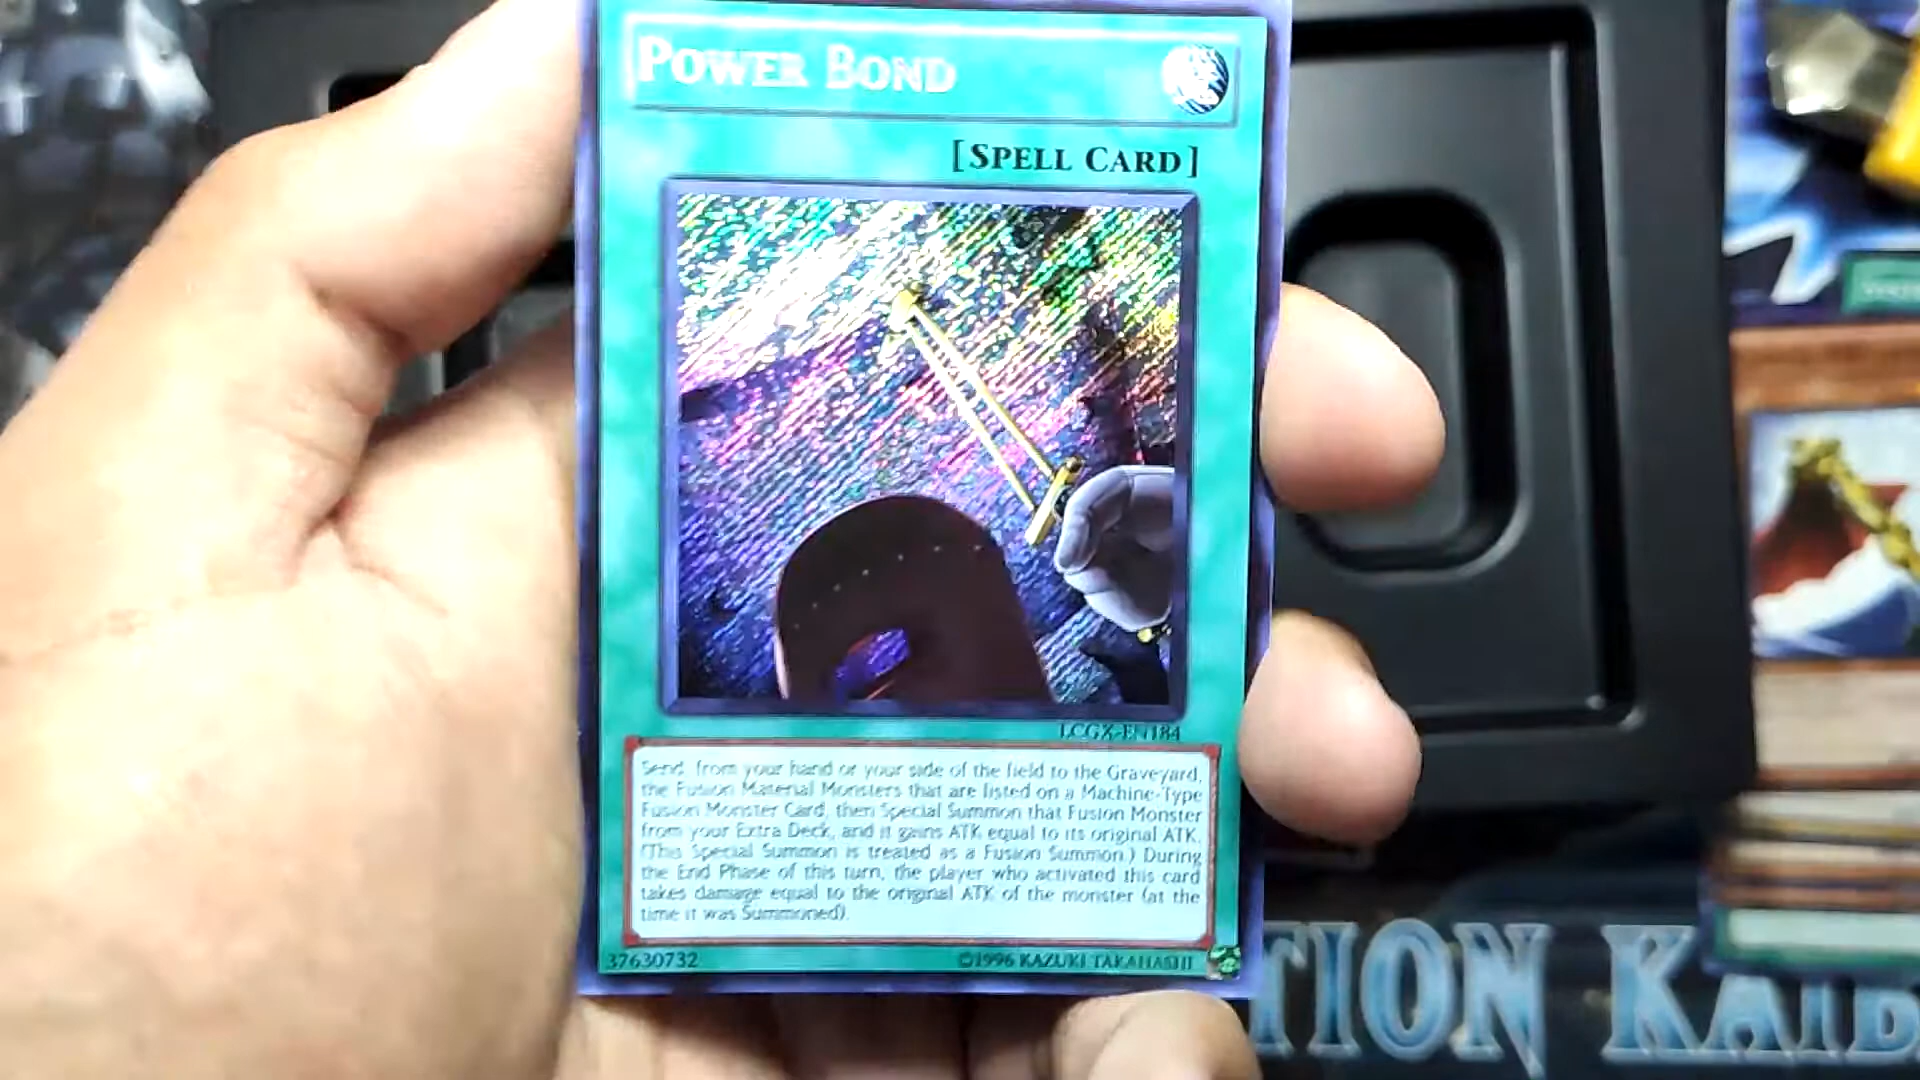 POWER BOND
[SPELL CARD]
LCGX-EN184
Send, from your hand or your side of the field to the Graveyard,
the Fusion Material Monsters that are listed on a Machine-Type
Fusion Monster Card, then Special Summon that Fusion Monster
from your Extra Deck, and it gains ATK equal to its original ATK.
(This Special Summon is treated as a Fusion Summon.) During
the End Phase of this turn, the player who activated this card
takes damage equal to the original ATK of the monster (at the
time it was Summoned).
37630732
©1996 KAZUKI TAKAHASHI
TION KAIB